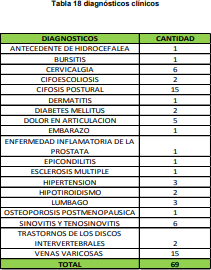 Tabla 18 diagnósticos clínicos
DIAGNOSTICOS CANTIDAD
ANTECEDENTE DE HIDROCEFALEA 1
BURSITIS 1
CERVICALGIA 6
CIFOESCOLIOSIS 2
CIFOSIS POSTURAL 15
DERMATITIS 1
DIABETES MELLITUS 2
DOLOR EN ARTICULACION 5
EMBARAZO 1
ENFERMEDAD INFLAMATORIA DE LA
PROSTATA 1
EPICONDILITIS 1
ESCLEROSIS MULTIPLE 1
HIPERTENSION 3
HIPOTIROIDISMO 2
LUMBAGO 3
OSTEOPOROSIS POSTMENOPAUSICA 1
SINOVITIS Y TENOSINOVITIS 6
TRASTORNOS DE LOS DISCOS
INTERVERTEBRALES 2
VENAS VARICOSAS 15
TOTAL 69